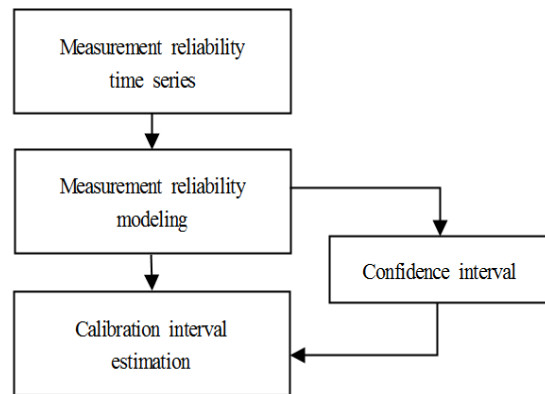 Measurement reliability
time series
Measurement reliability
modeling
Confidence interval
Calibration interval
estimation